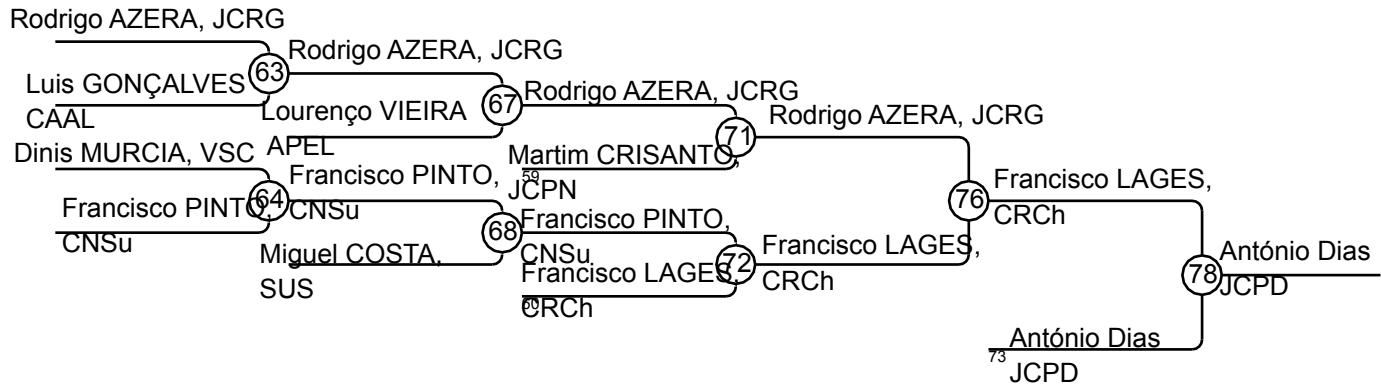 Rodrigo AZERA, JCRG
63
Rodrigo AZERA, JCRG
Luis GONÇALVES
CAAL
67
Rodrigo AZERA, JCRG
Lourenço VIEIRA
APEL
71
Rodrigo AZERA, JCRG
Dinis MURCIA, VSC
64
Francisco PINTO,
CNSu
Martim CRISANTO,
59
JCPN
Francisco PINTO,
CNSu
76
Francisco LAGES,
CRCh
68
Francisco PINTO,
CNSu
Miguel COSTA,
SUS
72
Francisco LAGES,
CRCh
Francisco LAGES,
60
CRCh
78
António Dias
JCPD
73
António Dias
JCPD